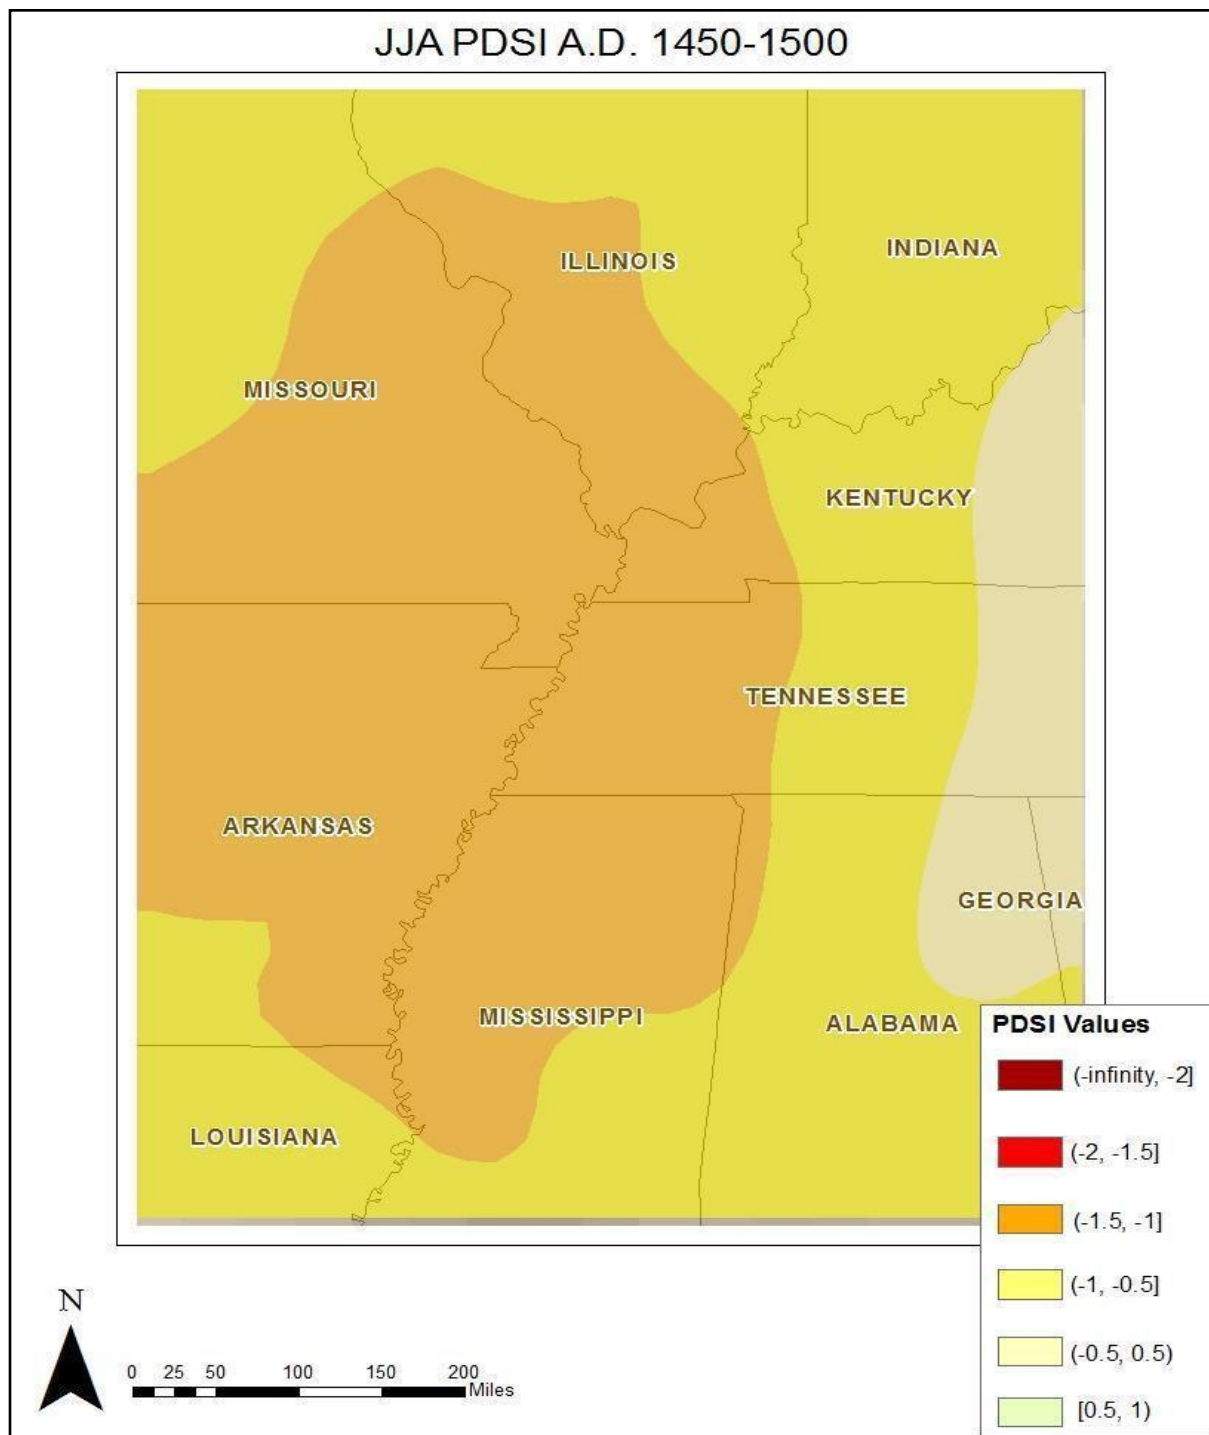 JJA PDSI A.D. 1450-1500
ILLINOIS
INDIANA
MISSOURI
KENTUCKY
TENNESSEE
ARKANSAS
GEORGIA
MISSISSIPPI
ALABAMA
LOUISIANA
PDSI Values
(-infinity, -2]
(-2, -1.5]
(-1.5, -1]
(-1, -0.5]
(-0.5, 0.5)
[0.5, 1)
N
0 25 50 100 150 200
Miles